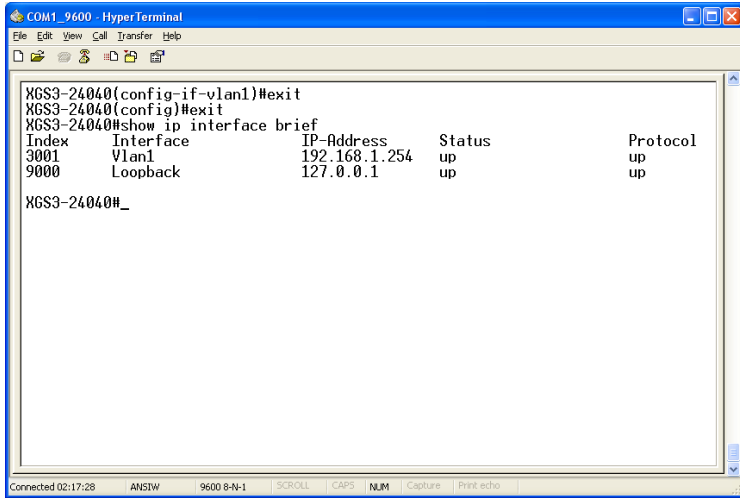 COM1_9600 - HyperTerminal
File Edit View Call Transfer Help
XGS3-24040(config-if-vlan1)#exit
XGS3-24040(config)#exit
XGS3-24040#show ip interface brief
Index Interface IP-Address Status Protocol
3001 Vlan1 192.168.1.254 up up
9000 Loopback 127.0.0.1 up up
XGS3-24040#_
Connected 02:17:28 ANSIW 9600 8-N-1 SCROLL CAPS NUM Capture Print echo